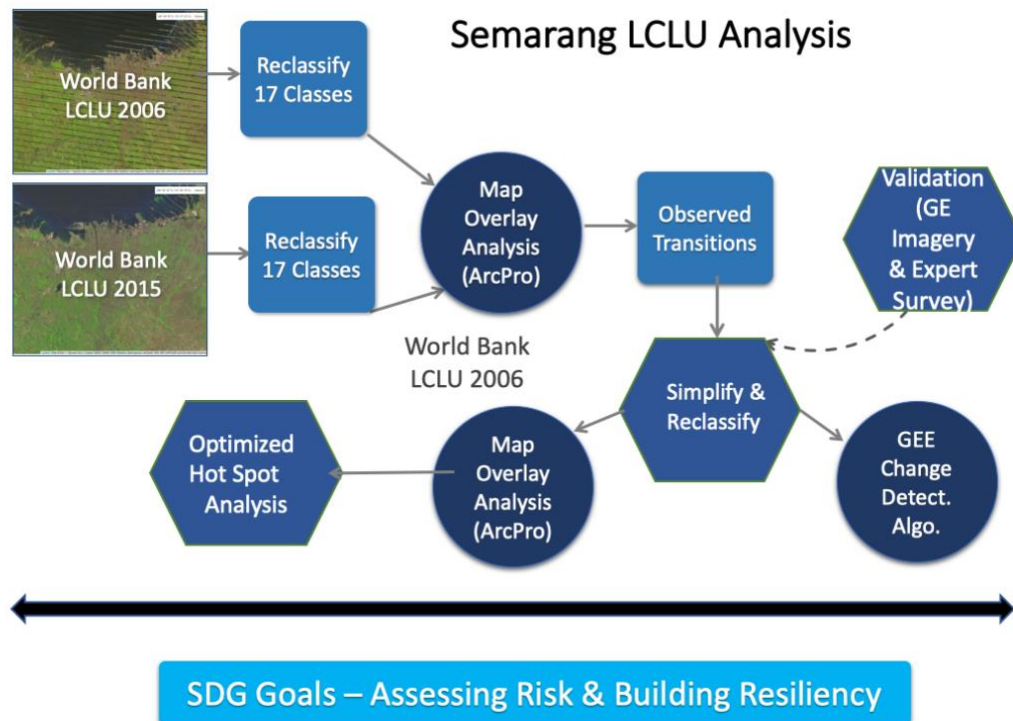 Semarang LCLU Analysis
World Bank
LCLU 2006
Reclassify
17 Classes
World Bank
LCLU 2015
Reclassify
17 Classes
Map
Overlay
Analysis
(ArcPro)
Observed
Transitions
Validation
(GE
Imagery
& Expert
Survey)
World Bank
LCLU 2006
Simplify &
Reclassify
Optimized
Hot Spot
Analysis
Map
Overlay
Analysis
(ArcPro)
GEE
Change
Detect.
Algo.
SDG Goals – Assessing Risk & Building Resiliency